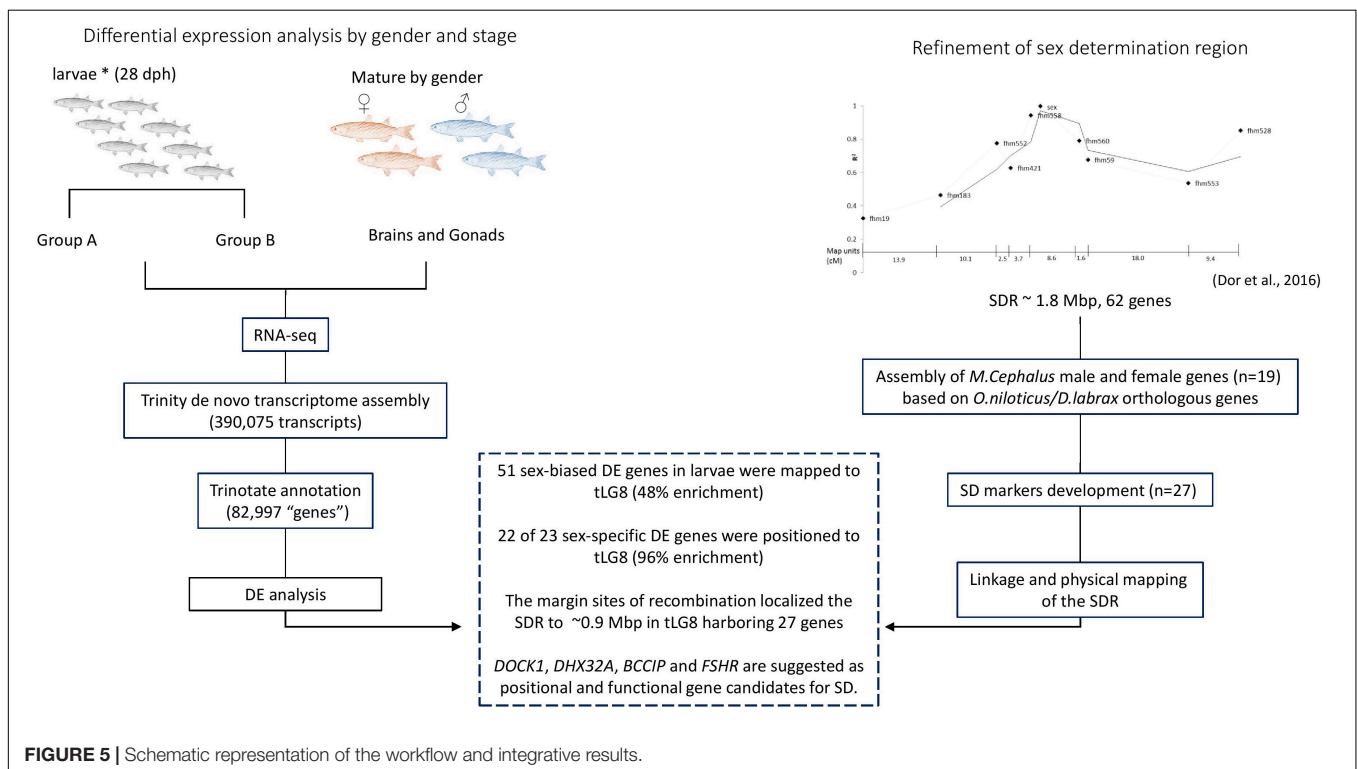 Differential expression analysis by gender and stage
larvae * (28 dph)
Mature by gender
♀ ♂
Group A
Group B
Brains and Gonads
RNA-seq
Trinity de novo transcriptome assembly
(390,075 transcripts)
Trinotate annotation
(82,997 “genes”)
DE analysis
Refinement of sex determination region
R²
1
0.8
0.6
0.4
0.2
0
sex
fhm558
fhm552
fhm560
fhm528
fhm421
fhm59
fhm553
fhm183
fhm19
Map units
(cM)
13.9 10.1 2.5 3.7 8.6 1.6 18.0 9.4
(Dor et al., 2016)
SDR ~ 1.8 Mbp, 62 genes
Assembly of M.Cephalus male and female genes (n=19)
based on O.niloticus/D.labrax orthologous genes
SD markers development (n=27)
Linkage and physical mapping
of the SDR
51 sex-biased DE genes in larvae were mapped to
tLG8 (48% enrichment)
22 of 23 sex-specific DE genes were positioned to
tLG8 (96% enrichment)
The margin sites of recombination localized the
SDR to ~0.9 Mbp in tLG8 harboring 27 genes
DOCK1, DHX32A, BCCIP and FSHR are suggested as
positional and functional gene candidates for SD.
FIGURE 5 | Schematic representation of the workflow and integrative results.